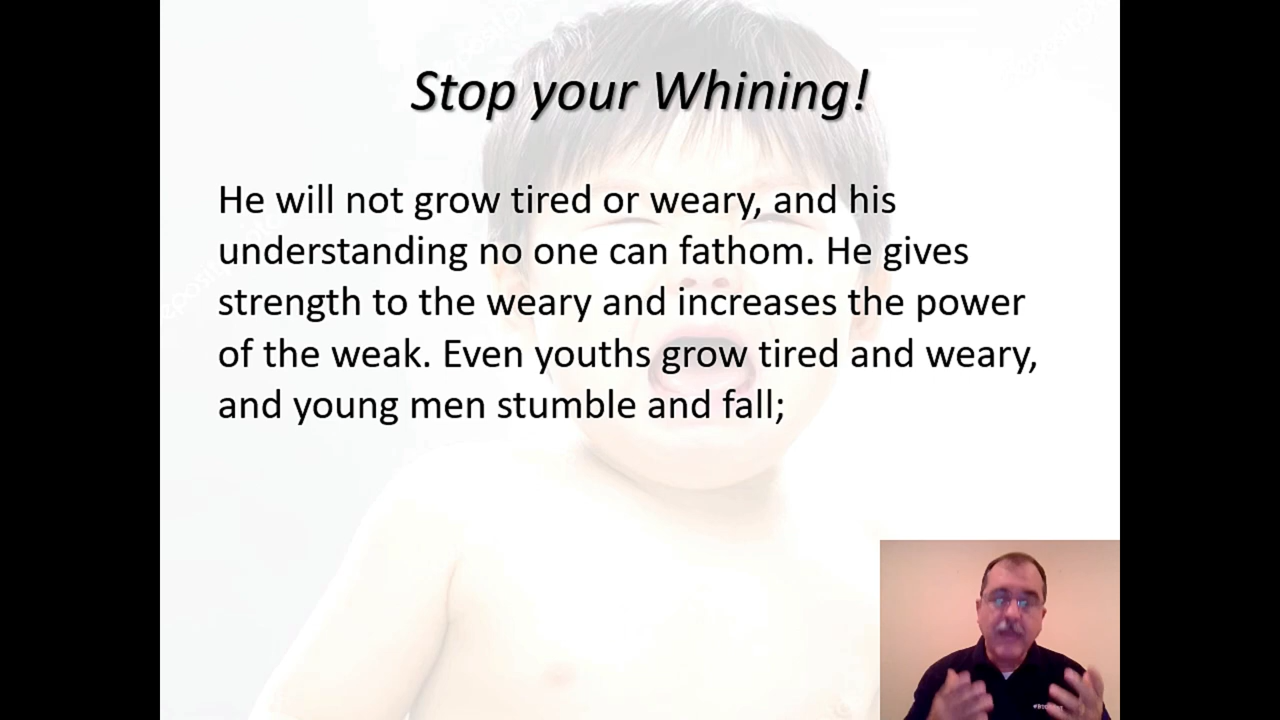 Stop your Whining!
He will not grow tired or weary, and his
understanding no one can fathom. He gives
strength to the weary and increases the power
of the weak. Even youths grow tired and weary,
and young men stumble and fall;